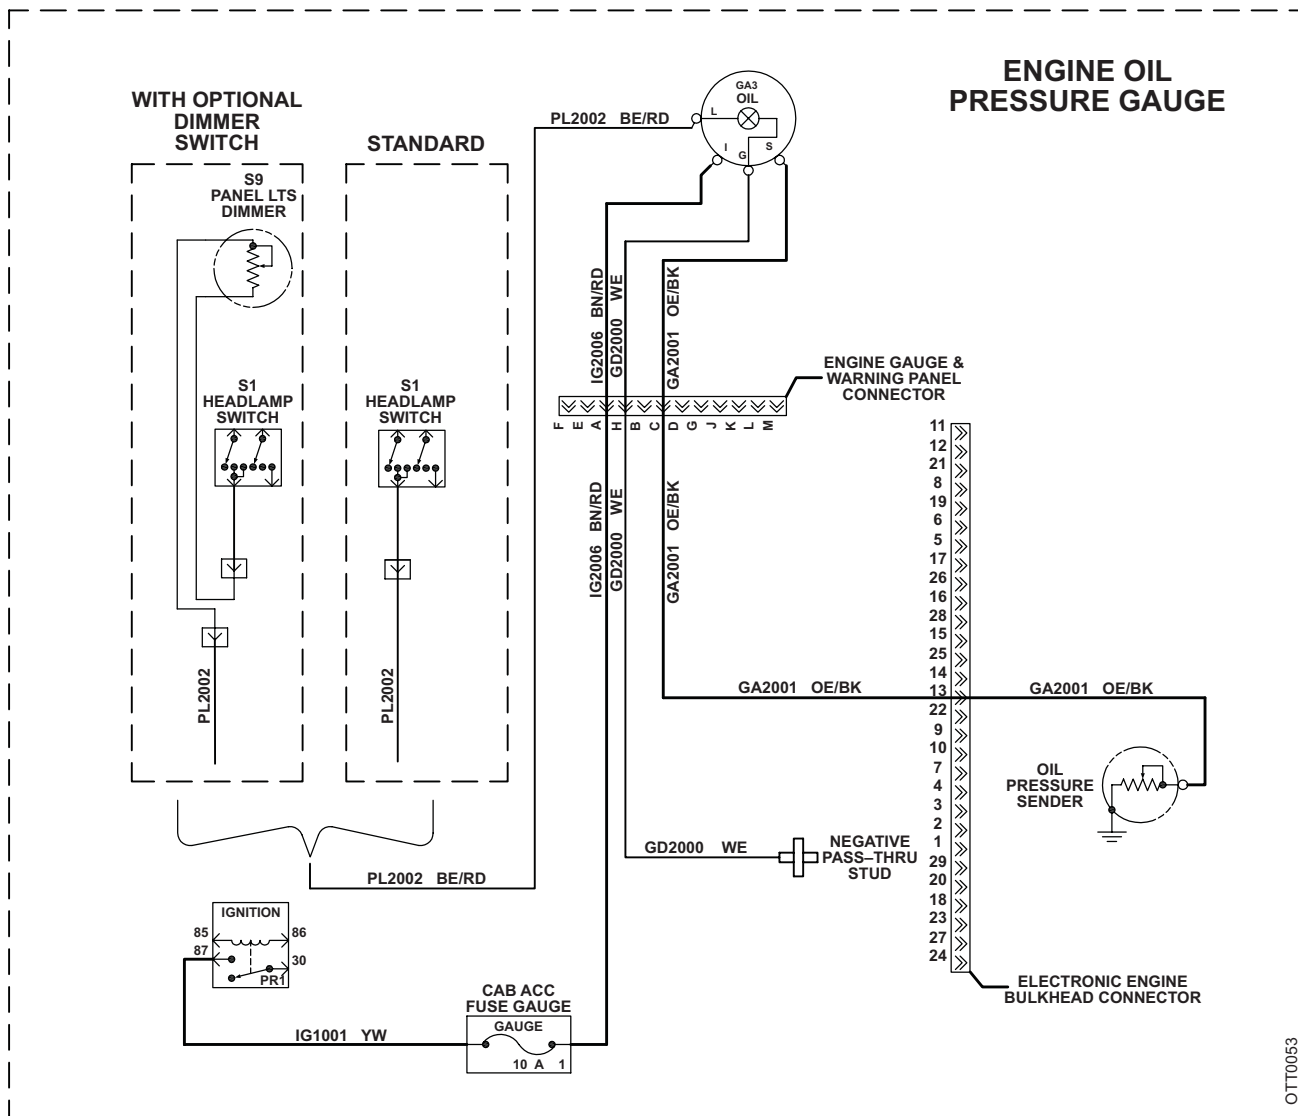 ENGINE OIL
PRESSURE GAUGE
WITH OPTIONAL
DIMMER
SWITCH
STANDARD
S9
PANEL LTS
DIMMER
S1
HEADLAMP
SWITCH
S1
HEADLAMP
SWITCH
PL2002
PL2002
PL2002 BE/RD
GA3
OIL
L
I
G
S
IG2006 BN/RD
GD2000 WE
GA2001 OE/BK
ENGINE GAUGE &
WARNING PANEL
CONNECTOR
F
E
A
H
B
C
D
G
J
K
L
M
IG2006 BN/RD
GD2000 WE
GA2001 OE/BK
11
12
21
8
19
6
5
17
26
16
28
15
25
14
13
22
9
10
7
4
3
2
1
29
20
18
23
27
24
GA2001 OE/BK
GA2001 OE/BK
OIL
PRESSURE
SENDER
GD2000 WE
NEGATIVE
PASS–THRU
STUD
PL2002 BE/RD
IGNITION
85
86
87
30
PR1
CAB ACC
FUSE GAUGE
GAUGE
10 A 1
IG1001 YW
ELECTRONIC ENGINE
BULKHEAD CONNECTOR
OTT0053